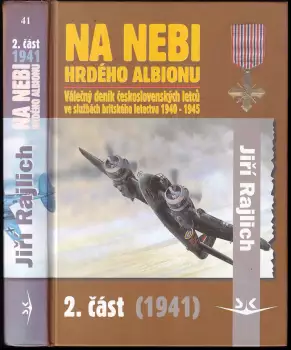 41
2. část
1941
NA NEBI
HRDÉHO ALBIONU
Jiří Rajlich
NA NEBI
HRDÉHO ALBIONU
Válečný deník československých letců
ve službách britského letectva 1940 - 1945
Jiří Rajlich
2. část (1941)